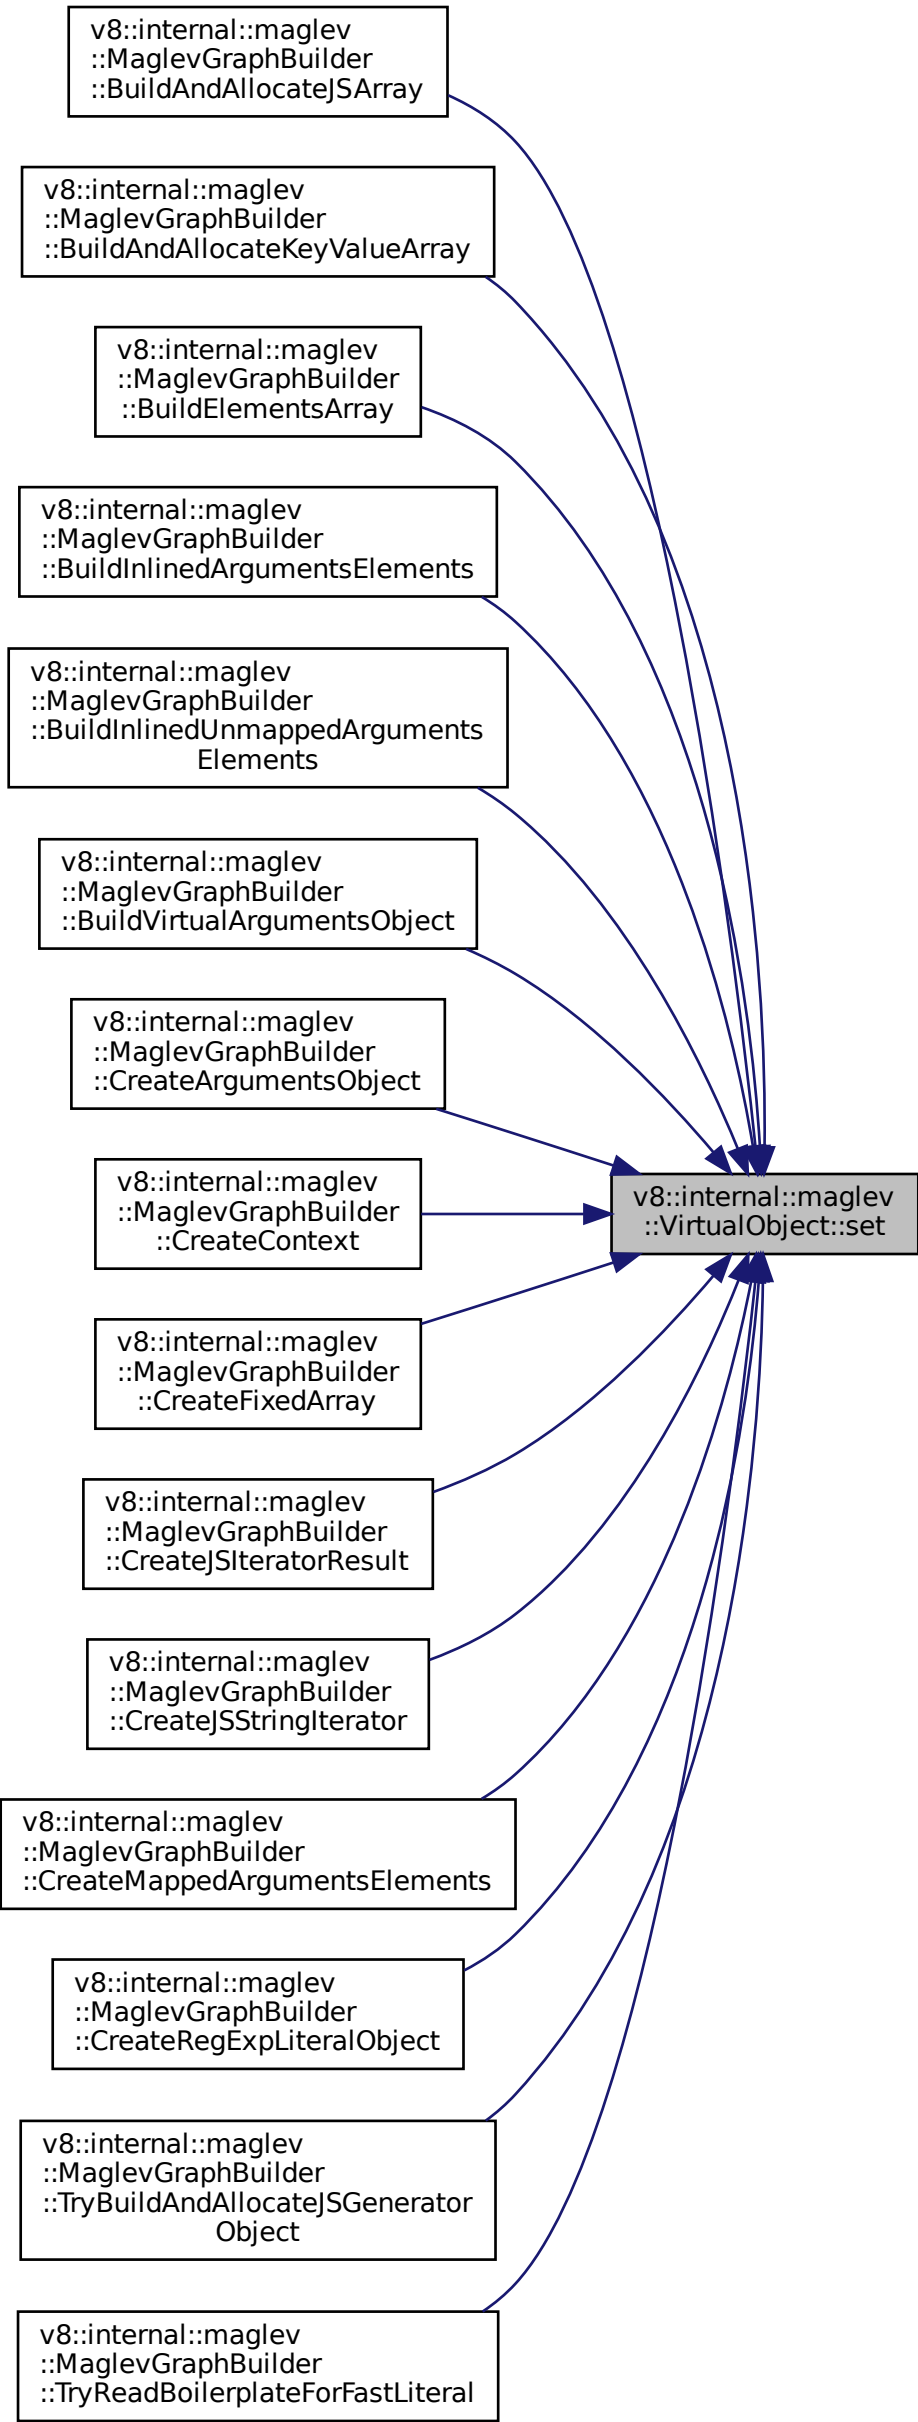 v8::internal::maglev
::MaglevGraphBuilder
::BuildAndAllocateJSArray
v8::internal::maglev
::MaglevGraphBuilder
::BuildAndAllocateKeyValueArray
v8::internal::maglev
::MaglevGraphBuilder
::BuildElementsArray
v8::internal::maglev
::MaglevGraphBuilder
::BuildInlinedArgumentsElements
v8::internal::maglev
::MaglevGraphBuilder
::BuildInlinedUnmappedArguments
Elements
v8::internal::maglev
::MaglevGraphBuilder
::BuildVirtualArgumentsObject
v8::internal::maglev
::MaglevGraphBuilder
::CreateArgumentsObject
v8::internal::maglev
::MaglevGraphBuilder
::CreateContext
v8::internal::maglev
::VirtualObject::set
v8::internal::maglev
::MaglevGraphBuilder
::CreateFixedArray
v8::internal::maglev
::MaglevGraphBuilder
::CreateJSIteratorResult
v8::internal::maglev
::MaglevGraphBuilder
::CreateJSStringIterator
v8::internal::maglev
::MaglevGraphBuilder
::CreateMappedArgumentsElements
v8::internal::maglev
::MaglevGraphBuilder
::CreateRegExpLiteralObject
v8::internal::maglev
::MaglevGraphBuilder
::TryBuildAndAllocateJSGenerator
Object
v8::internal::maglev
::MaglevGraphBuilder
::TryReadBoilerplateForFastLiteral